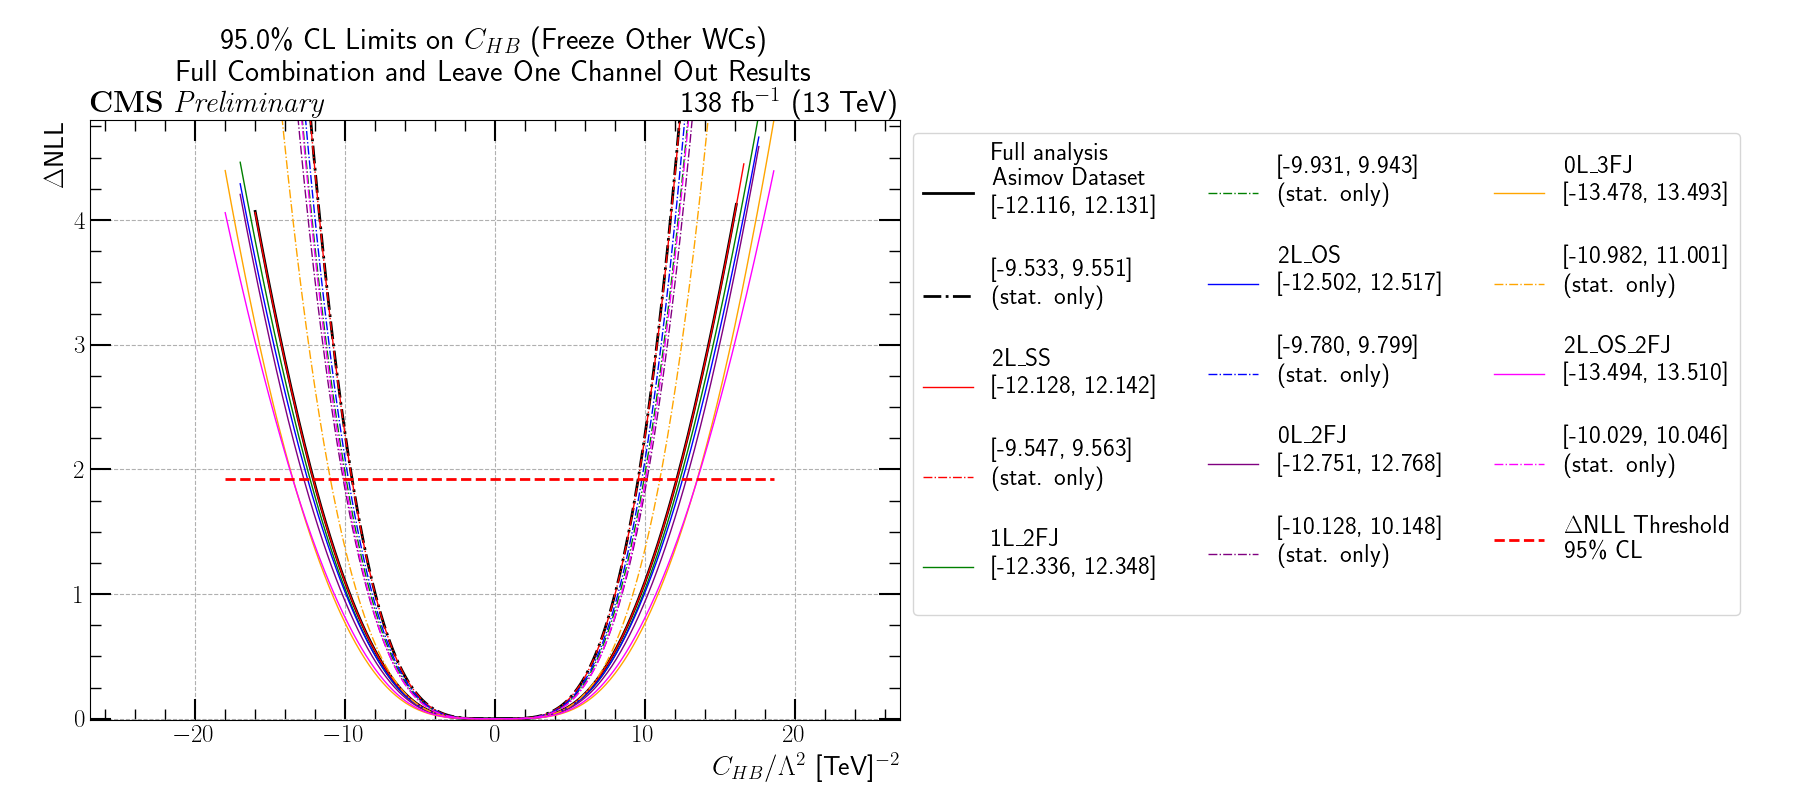 95.0% CL Limits on C_{HB} (Freeze Other WCs)
Full Combination and Leave One Channel Out Results
CMS Preliminary
138 fb^{-1} (13 TeV)
ΔNLL
4
3
2
1
0
−20
−10
0
10
20
C_{HB}/Λ^2 [TeV]^{-2}
Full analysis
Asimov Dataset
[-12.116, 12.131]
[-9.533, 9.551]
(stat. only)
2L_SS
[-12.128, 12.142]
[-9.547, 9.563]
(stat. only)
1L_2FJ
[-12.336, 12.348]
[-9.931, 9.943]
(stat. only)
2L_OS
[-12.502, 12.517]
[-9.780, 9.799]
(stat. only)
0L_2FJ
[-12.751, 12.768]
[-10.128, 10.148]
(stat. only)
0L_3FJ
[-13.478, 13.493]
[-10.982, 11.001]
(stat. only)
2L_OS_2FJ
[-13.494, 13.510]
[-10.029, 10.046]
(stat. only)
ΔNLL Threshold
95% CL